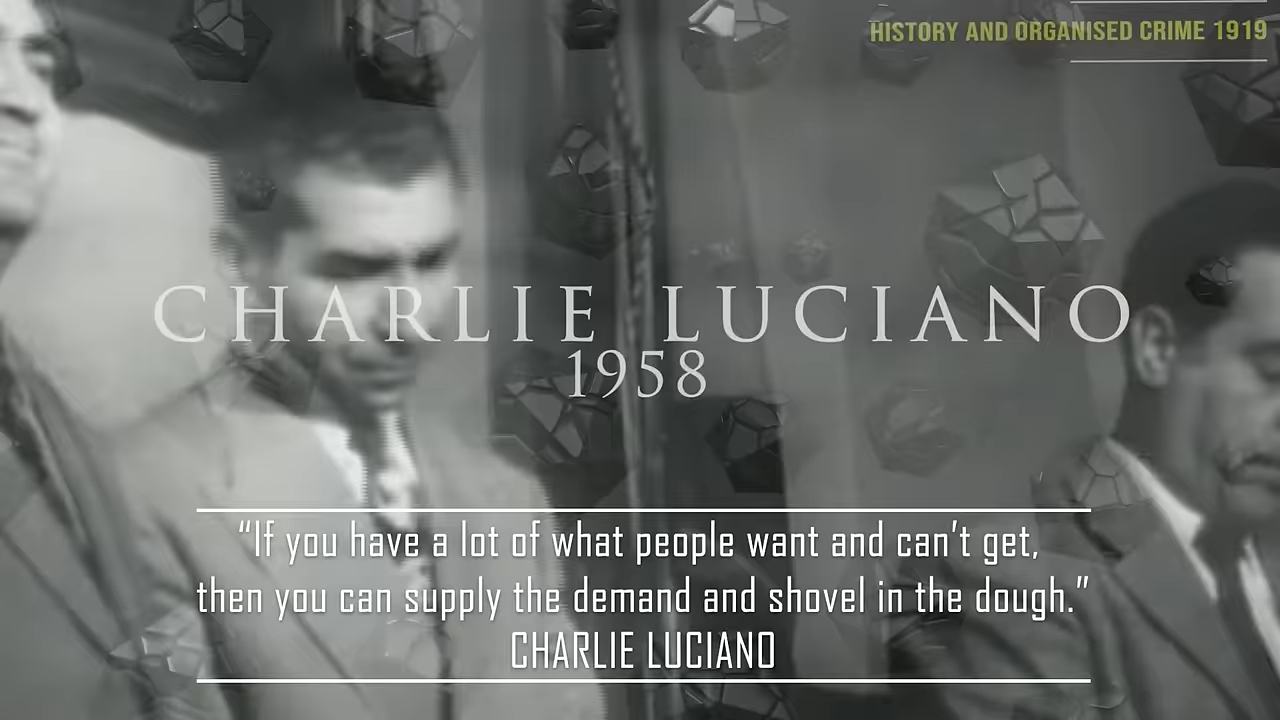 HISTORY AND ORGANISED CRIME 1919
CHARLIE LUCIANO
1958
“If you have a lot of what people want and can’t get,
then you can supply the demand and shovel in the dough.”
CHARLIE LUCIANO